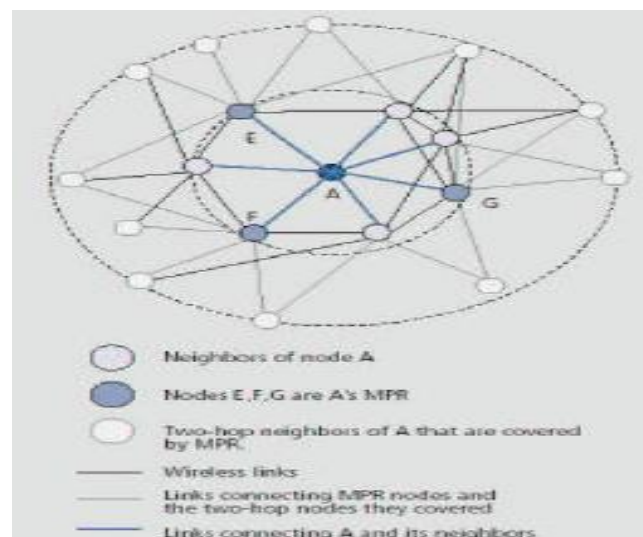 E
A
G
F
Neighbors of node A
Nodes E,F,G are A's MPR
Two-hop neighbors of A that are covered
by MPR.
Wireless links
Links connecting MPR nodes and
the two-hop nodes they covered
Links connecting A and its neighbors